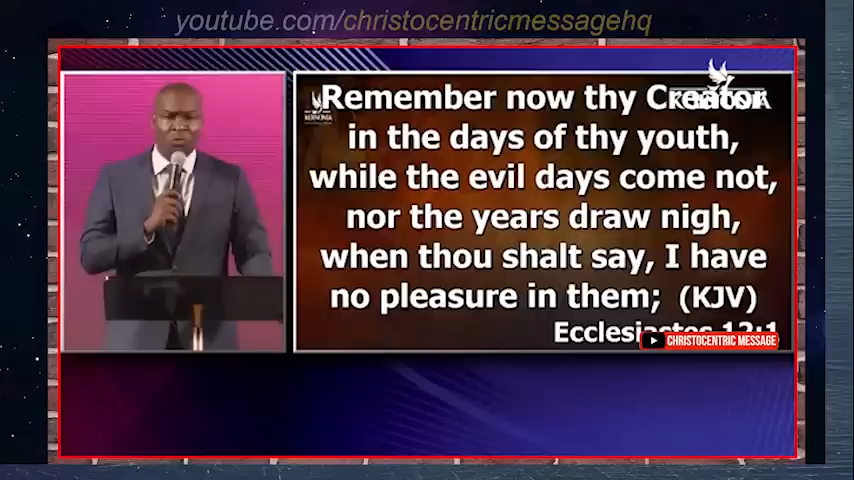 youtube.com/christocentricmessagehq
Remember now thy Creator
in the days of thy youth,
while the evil days come not,
nor the years draw nigh,
when thou shalt say, I have
no pleasure in them; (KJV)
Ecclesiastes 12:1
CHRISTOCENTRIC MESSAGE
KERNONIA